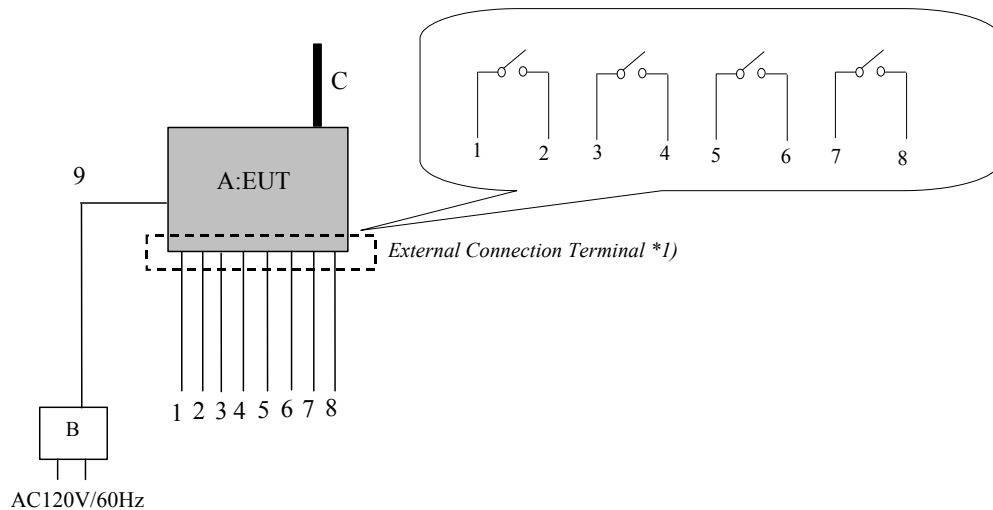 C
1 2 3 4 5 6 7 8
9
A:EUT
External Connection Terminal *1)
1 2 3 4 5 6 7 8
B
AC120V/60Hz